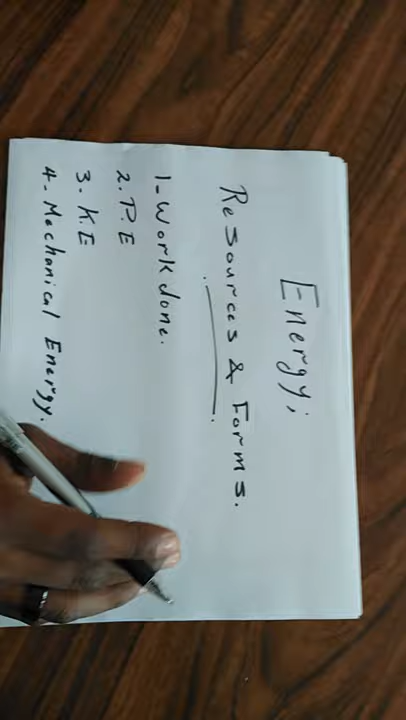 Energy;
Resources & Forms.
1- Work done.
2. P.E
3. K.E
4- Mechanical Energy.